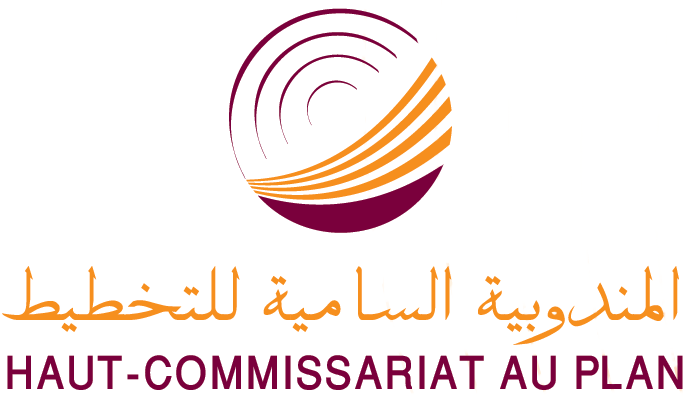 المندوبية السامية للتخطيط
HAUT-COMMISSARIAT AU PLAN